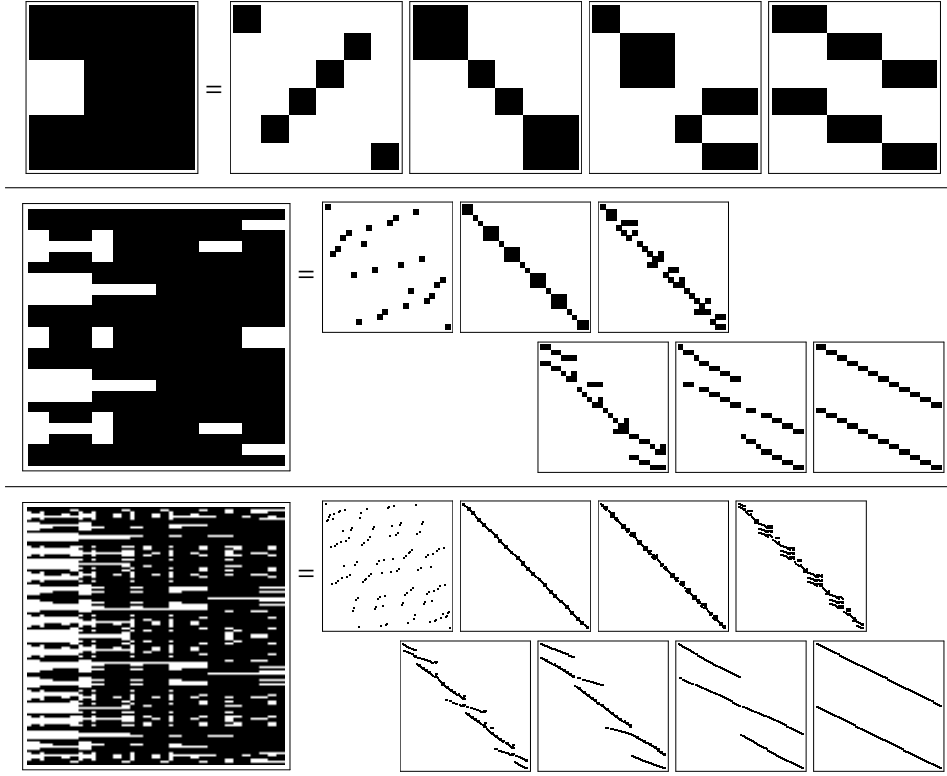 =
=
=